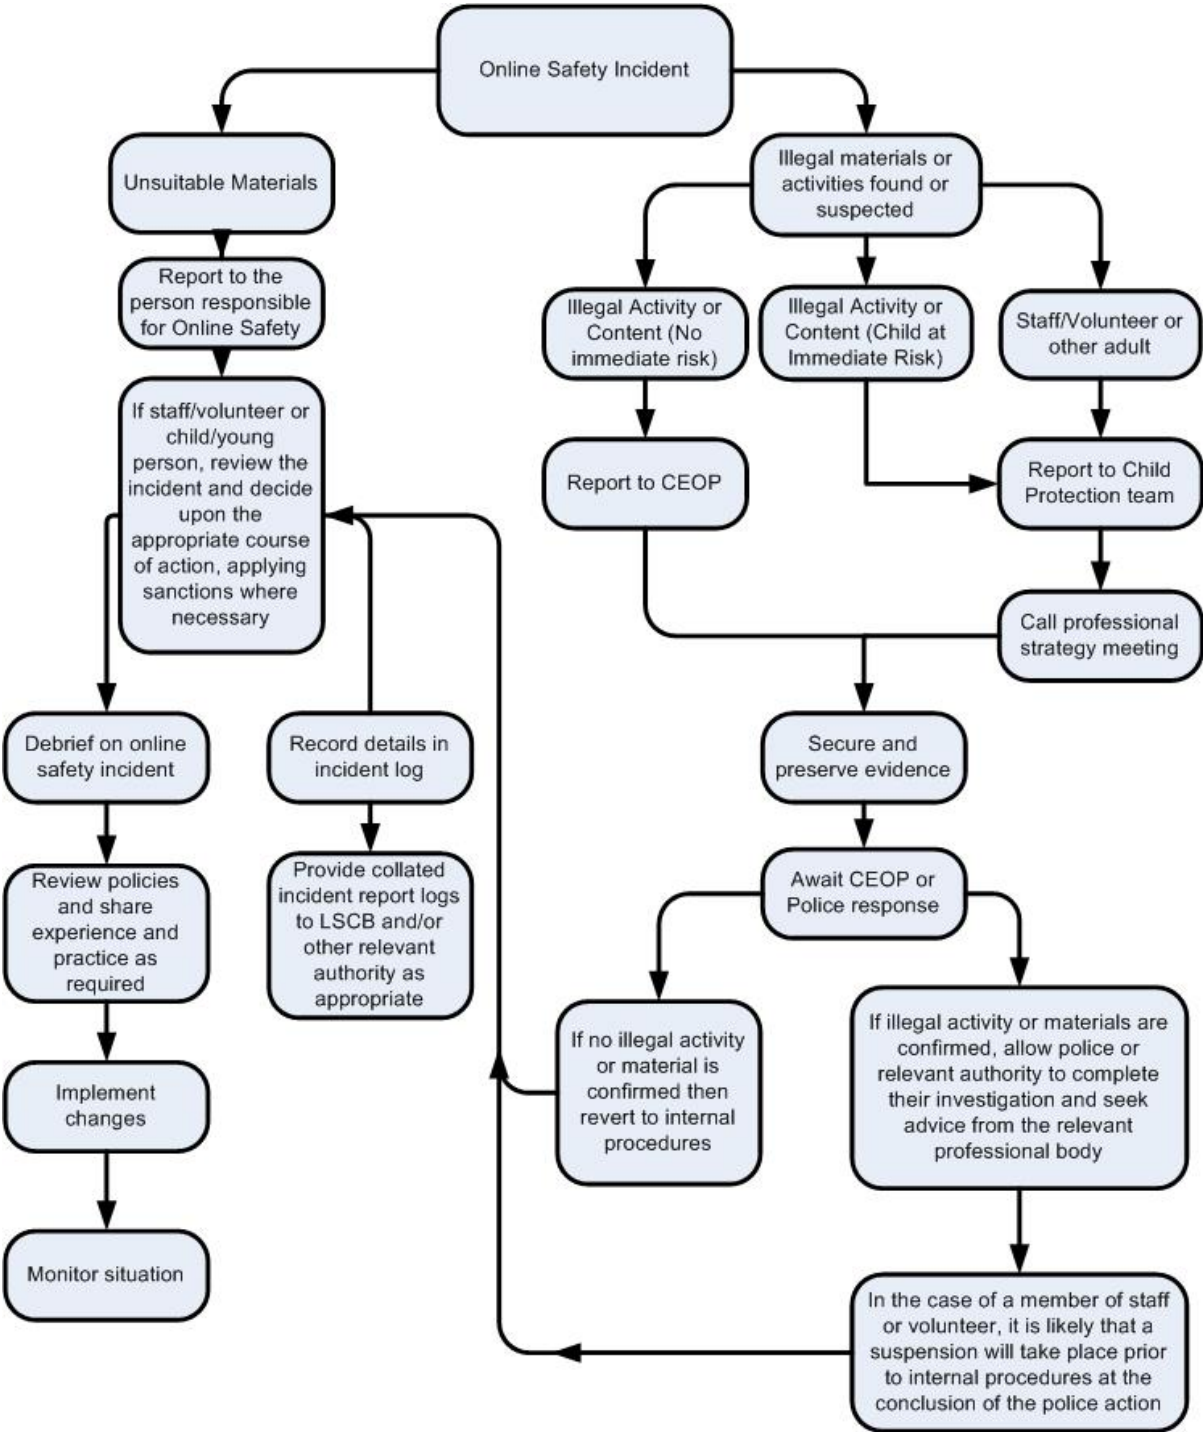 Online Safety Incident
Unsuitable Materials
Report to the
person responsible
for Online Safety
If staff/volunteer or
child/young
person, review the
incident and decide
upon the
appropriate course
of action, applying
sanctions where
necessary
Debrief on online
safety incident
Review policies
and share
experience and
practice as
required
Implement
changes
Monitor situation
Record details in
incident log
Provide collated
incident report logs
to LSCB and/or
other relevant
authority as
appropriate
Illegal materials or
activities found or
suspected
Illegal Activity or
Content (No
immediate risk)
Illegal Activity or
Content (Child at
Immediate Risk)
Staff/Volunteer or
other adult
Report to CEOP
Report to Child
Protection team
Call professional
strategy meeting
Secure and
preserve evidence
Await CEOP or
Police response
If no illegal activity
or material is
confirmed then
revert to internal
procedures
If illegal activity or materials are
confirmed, allow police or
relevant authority to complete
their investigation and seek
advice from the relevant
professional body
In the case of a member of staff
or volunteer, it is likely that a
suspension will take place prior
to internal procedures at the
conclusion of the police action